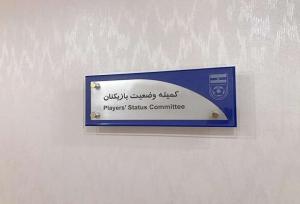 کمیته وضعیت بازیکنان
Players' Status Committee